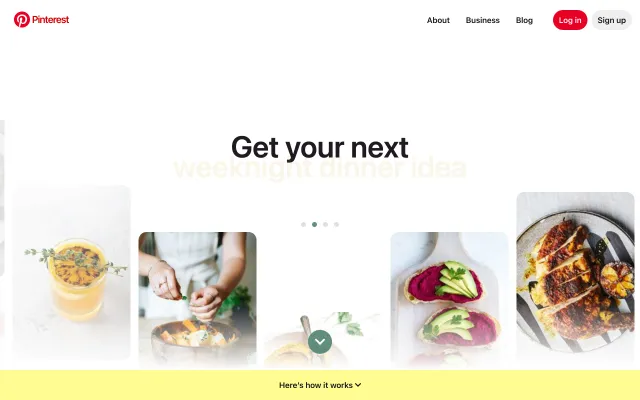 Pinterest
About
Business
Blog
Log in
Sign up
Get your next
weeknight dinner idea
Here's how it works